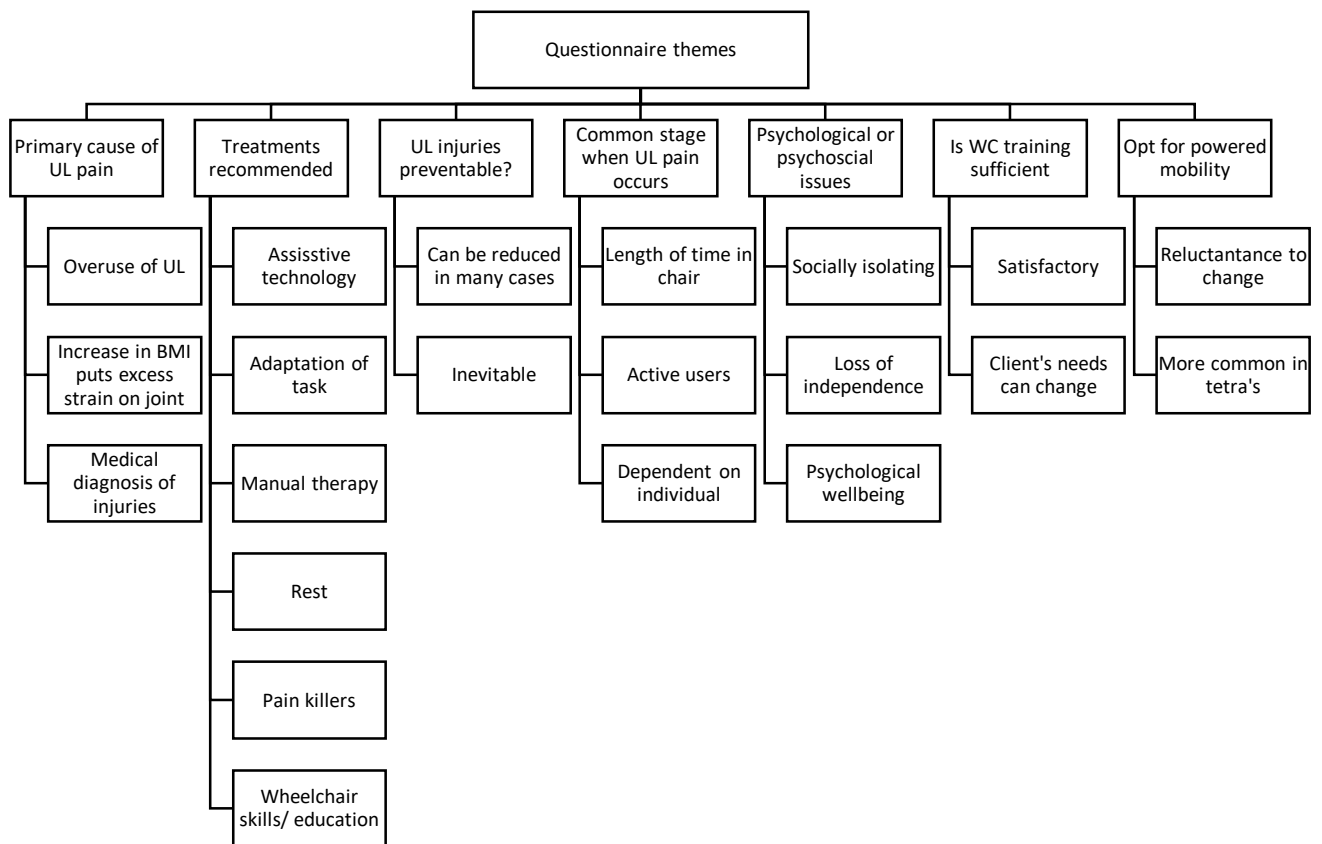 Questionnaire themes
Primary cause of
UL pain
Overuse of UL
Increase in BMI
puts excess
strain on joint
Medical
diagnosis of
injuries
Treatments
recommended
Assisstive
technology
Adaptation of
task
Manual therapy
Rest
Pain killers
Wheelchair
skills/ education
UL injuries
preventable?
Can be reduced
in many cases
Inevitable
Common stage
when UL pain
occurs
Length of time in
chair
Active users
Dependent on
individual
Psychological or
psychoscial
issues
Socially isolating
Loss of
independence
Psychological
wellbeing
Is WC training
sufficient
Satisfactory
Client's needs
can change
Opt for powered
mobility
Reluctantance to
change
More common in
tetra's